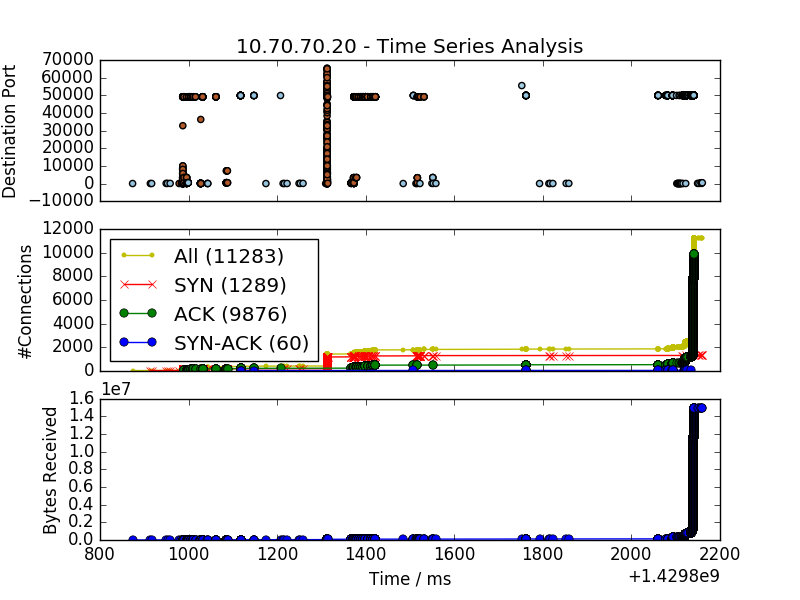 10.70.70.20 - Time Series Analysis
70000
60000
50000
40000
30000
20000
10000
0
−10000
Destination Port
12000
10000
8000
6000
4000
2000
0
#Connections
All (11283)
SYN (1289)
ACK (9876)
SYN-ACK (60)
1e7
1.6
1.4
1.2
1.0
0.8
0.6
0.4
0.2
0.0
Bytes Received
800 1000 1200 1400 1600 1800 2000 2200
Time / ms
+1.4298e9